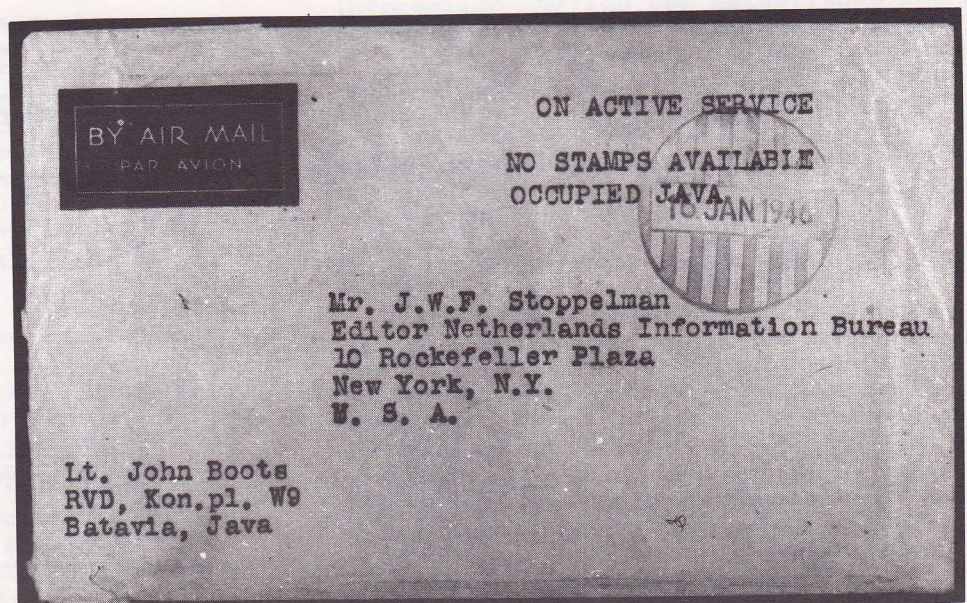 BY AIR MAIL
PAR AVION
ON ACTIVE SERVICE
NO STAMPS AVAILABLE
OCCUPIED JAVA
16 JAN 1946
Mr. J.W.F. Stoppelman
Editor Netherlands Information Bureau
10 Rockefeller Plaza
New York, N.Y.
U. S. A.
Lt. John Boots
RVD, Kon.pl. W9
Batavia, Java